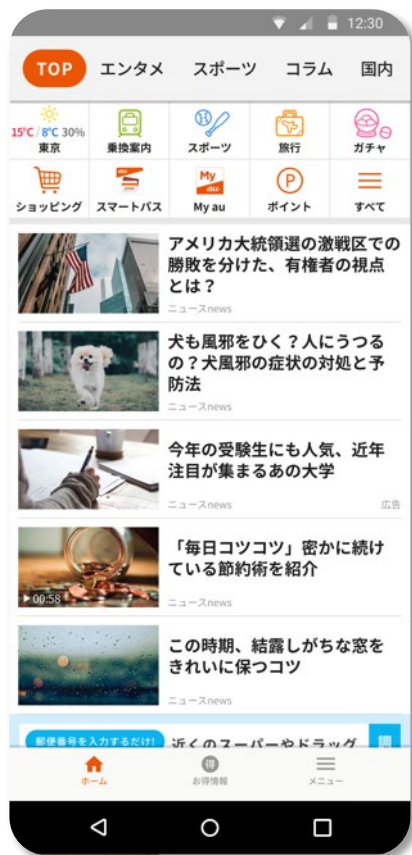 12:30
TOP エンタメ スポーツ コラム 国内
15℃/8℃ 30%
東京 乗換案内 スポーツ 旅行 ガチャ
My au
P
ショッピング スマートパス My au ポイント すべて
アメリカ大統領選の激戦区での
勝敗を分けた、有権者の視点
とは？
ニュースnews
犬も風邪をひく？人にうつる
の？犬風邪の症状の対処と予
防法
ニュースnews
今年の受験生にも人気、近年
注目が集まるあの大学
ニュースnews 広告
「毎日コツコツ」密かに続け
ている節約術を紹介
00:58
ニュースnews
この時期、結露しがちな窓を
きれいに保つコツ
ニュースnews
郵便番号を入力するだけ! 近くのスーパーやドラッグ
得
ホーム お得情報 メニュー